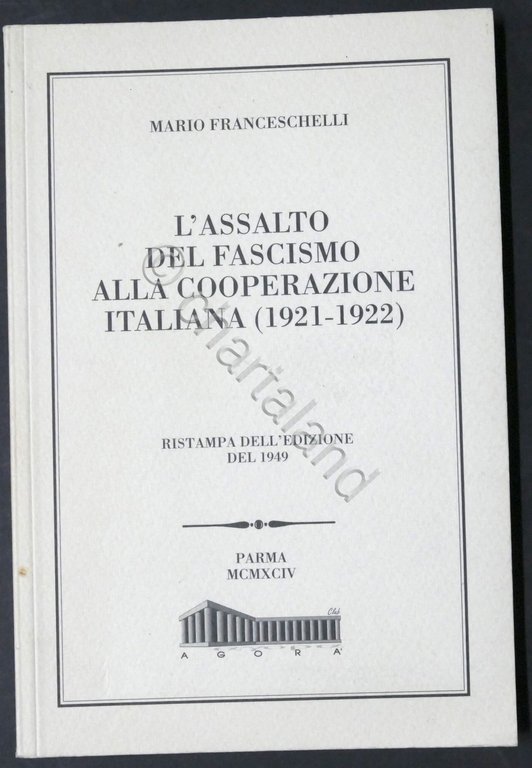 MARIO FRANCESCHELLI
L'ASSALTO
DEL FASCISMO
ALLA COOPERAZIONE
ITALIANA (1921-1922)
© chartaland
RISTAMPA DELL'EDIZIONE
DEL 1949
PARMA
MCMXCIV
Club
AGORA'